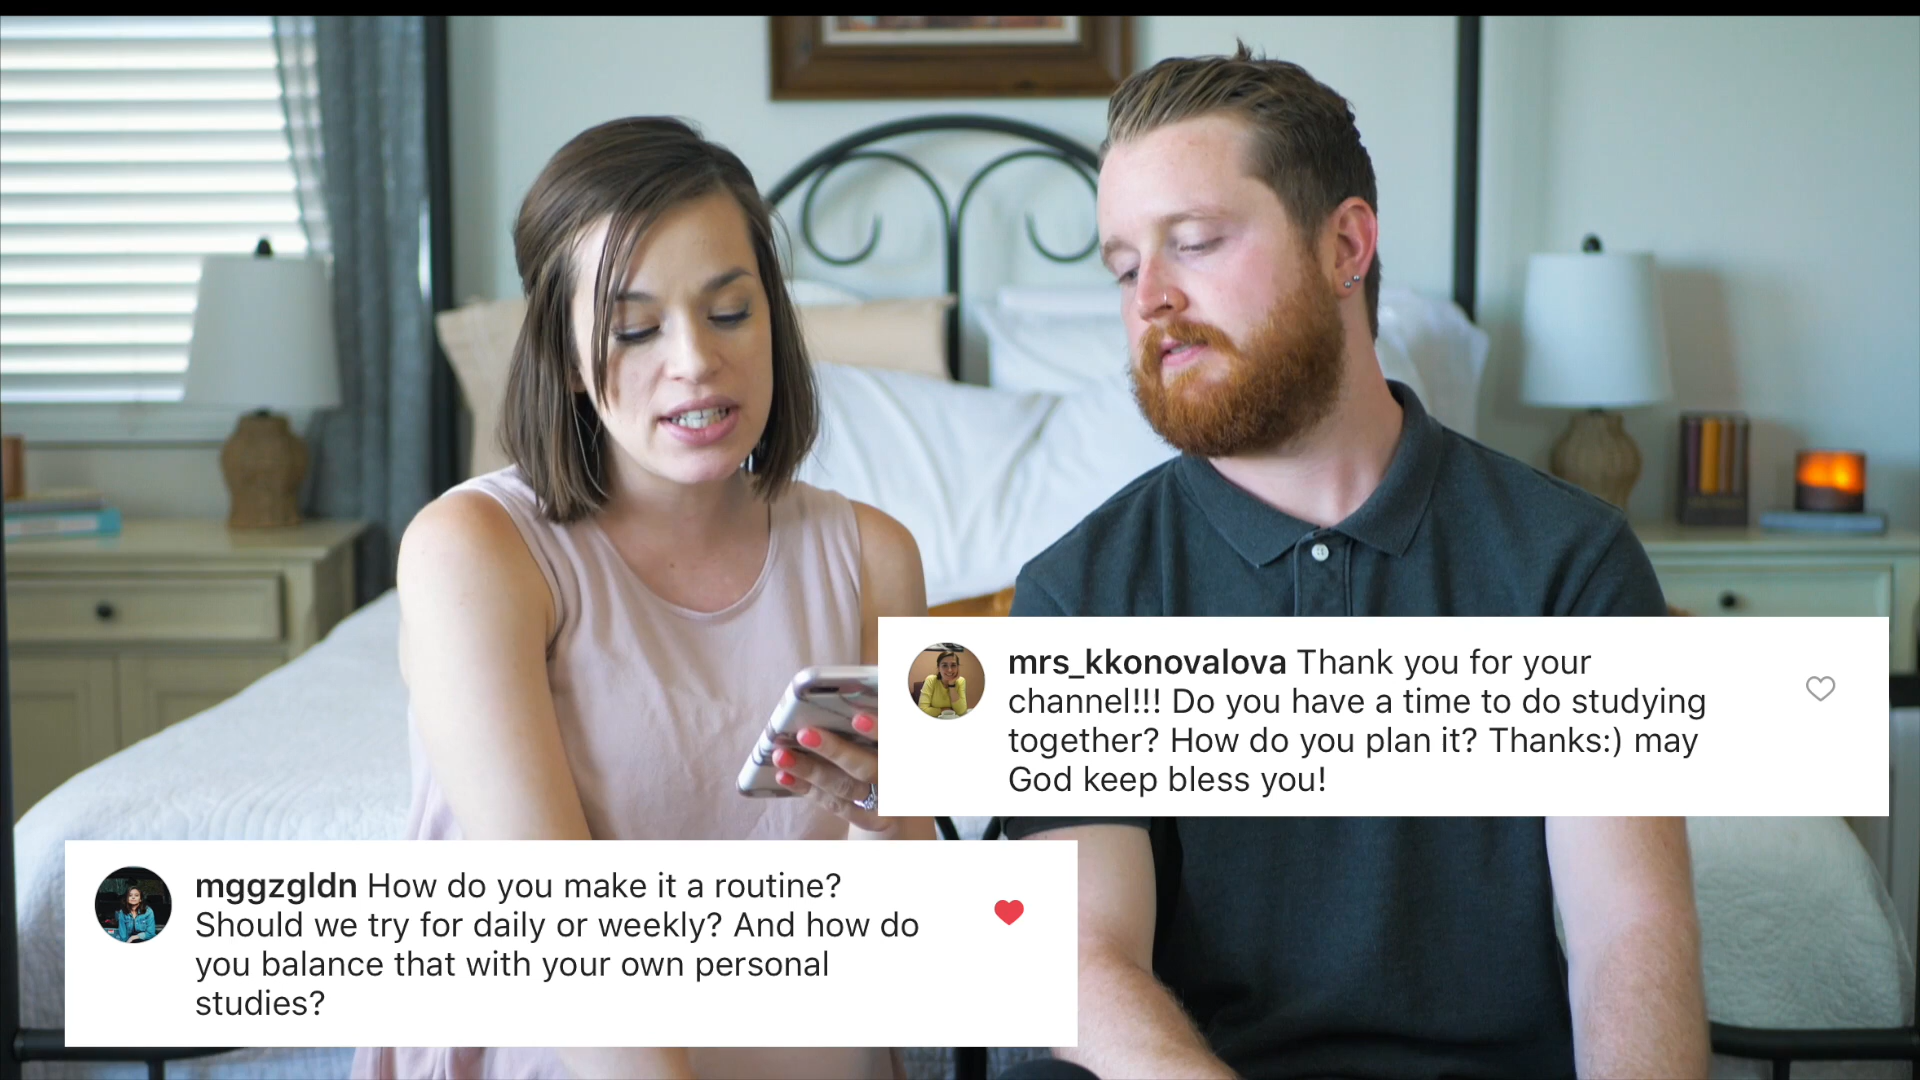 mrs_kkonovalova Thank you for your
channel!!! Do you have a time to do studying
together? How do you plan it? Thanks:) may
God keep bless you!
mggzgldn How do you make it a routine?
Should we try for daily or weekly? And how do
you balance that with your own personal
studies?